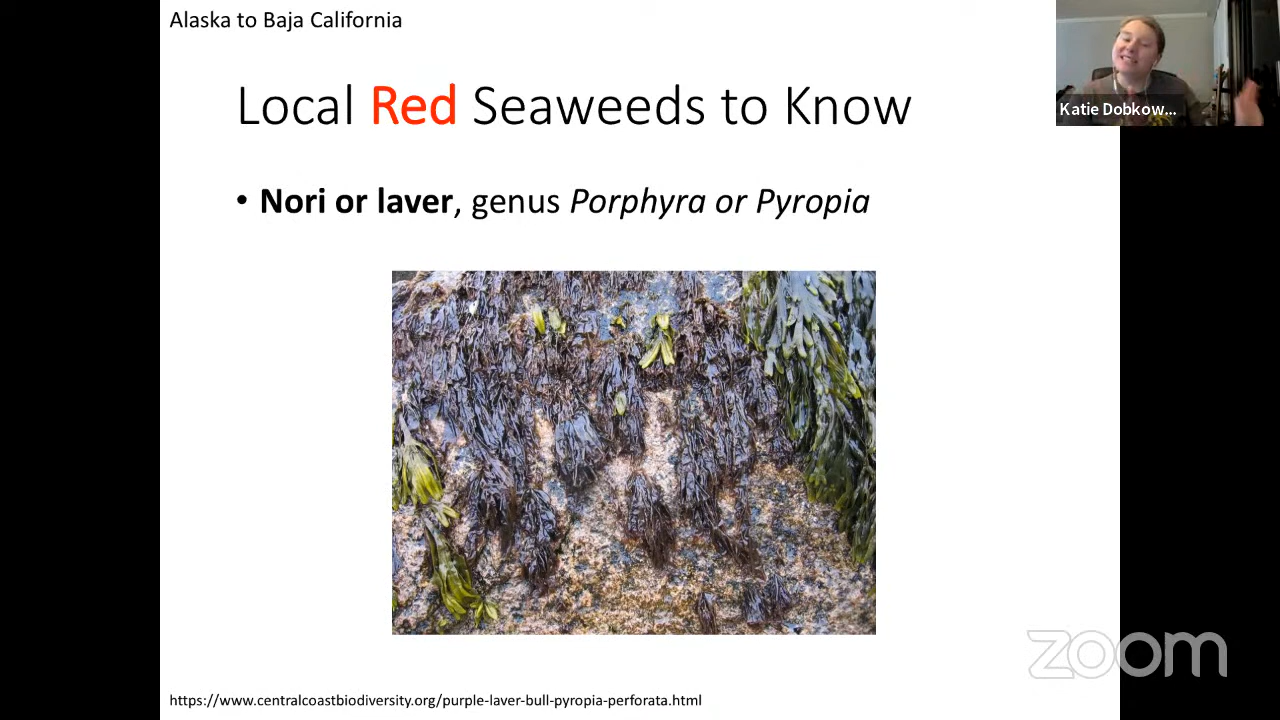 Alaska to Baja California
Local Red Seaweeds to Know
Katie Dobkow...
• Nori or laver, genus Porphyra or Pyropia
zoom
https://www.centralcoastbiodiversity.org/purple-laver-bull-pyropia-perforata.html